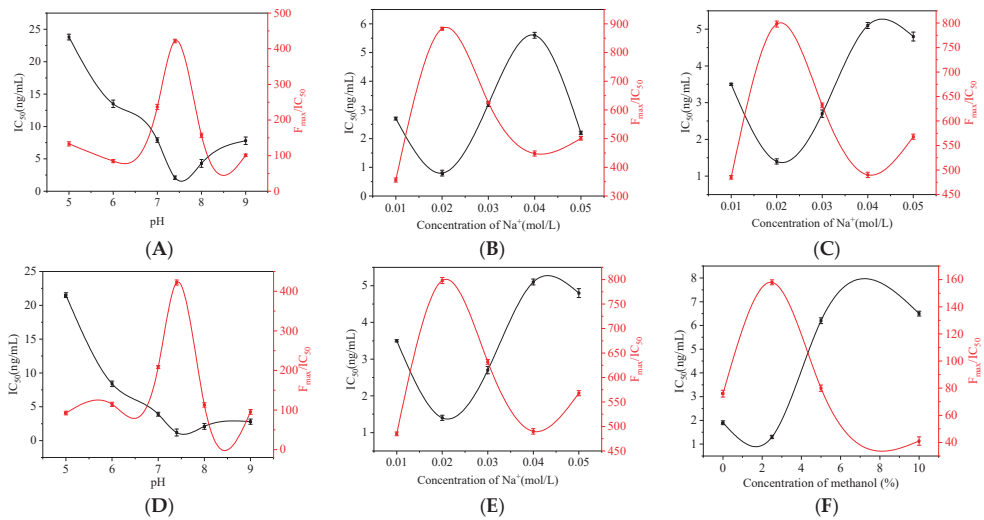 IC₅₀(ng/mL)
25
20
15
10
5
0
500
400
300
200
100
0
Fmax/IC₅₀
5 6 7 8 9
pH
(A)
IC₅₀(ng/mL)
6
5
4
3
2
1
0
900
800
700
600
500
400
300
Fmax/IC₅₀
0.01 0.02 0.03 0.04 0.05
Concentration of Na⁺(mol/L)
(B)
IC₅₀(ng/mL)
5
4
3
2
1
800
750
700
650
600
550
500
450
Fmax/IC₅₀
0.01 0.02 0.03 0.04 0.05
Concentration of Na⁺(mol/L)
(C)
IC₅₀(ng/mL)
25
20
15
10
5
0
400
300
200
100
0
Fmax/IC₅₀
5 6 7 8 9
pH
(D)
IC₅₀(ng/mL)
5
4
3
2
1
800
750
700
650
600
550
500
450
Fmax/IC₅₀
0.01 0.02 0.03 0.04 0.05
Concentration of Na⁺(mol/L)
(E)
IC₅₀(ng/mL)
8
7
6
5
4
3
2
1
0
160
140
120
100
80
60
40
Fmax/IC₅₀
0 2 4 6 8 10
Concentration of methanol (%)
(F)